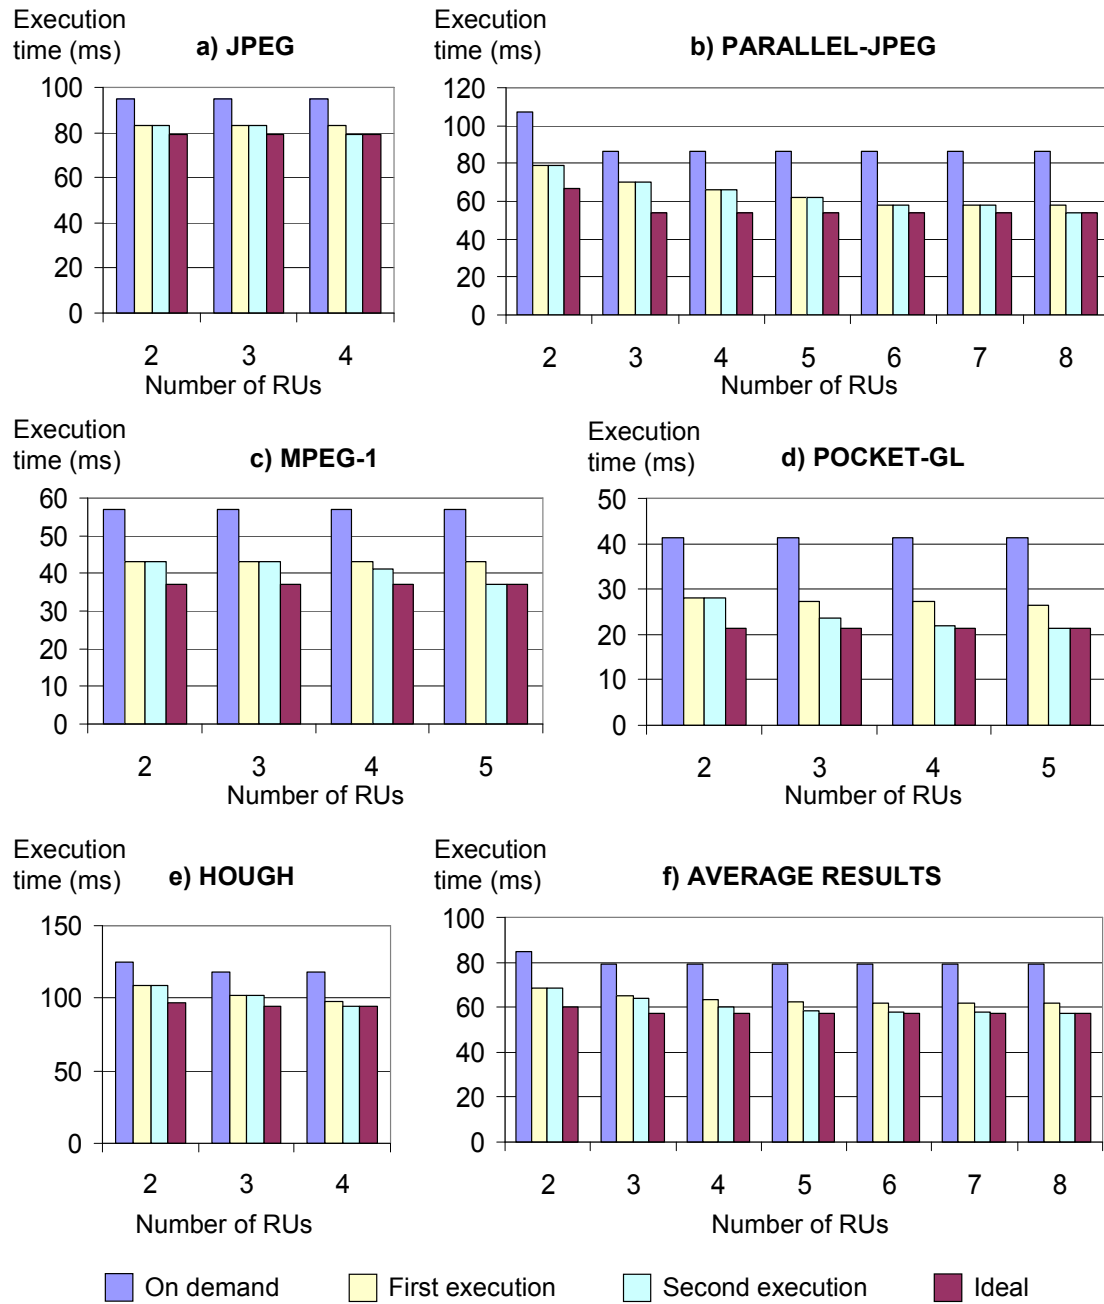 Execution
time (ms)
a) JPEG
100
80
60
40
20
0
2 3 4
Number of RUs
Execution
time (ms)
b) PARALLEL-JPEG
120
100
80
60
40
20
0
2 3 4 5 6 7 8
Number of RUs
Execution
time (ms)
c) MPEG-1
60
50
40
30
20
10
0
2 3 4 5
Number of RUs
Execution
time (ms)
d) POCKET-GL
50
40
30
20
10
0
2 3 4 5
Number of RUs
Execution
time (ms)
e) HOUGH
150
100
50
0
2 3 4
Number of RUs
Execution
time (ms)
f) AVERAGE RESULTS
100
80
60
40
20
0
2 3 4 5 6 7 8
Number of RUs
On demand First execution Second execution Ideal